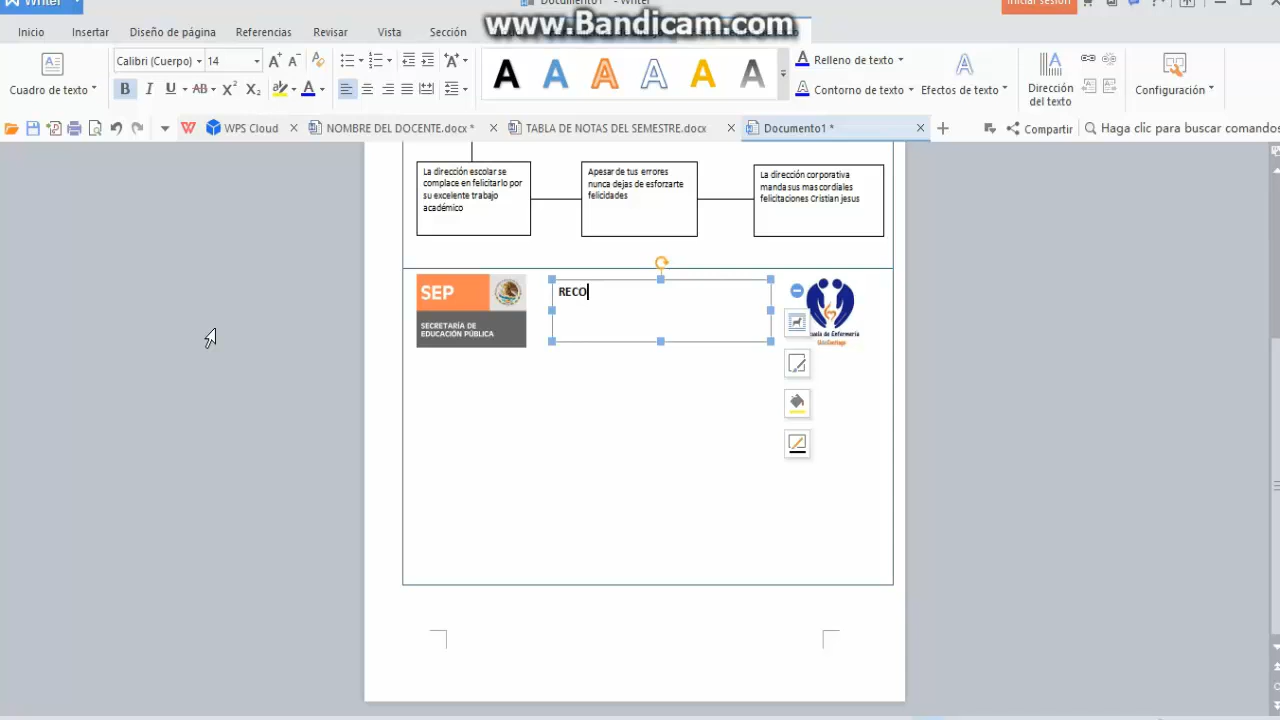 Writer
Documento1 - Writer
www.Bandicam.com
Iniciar sesión
Inicio
Diseño de página
Referencias
Revisar
Vista
Sección
Calibri (Cuerpo)
14
Cuadro de texto
Relleno de texto
Contorno de texto
Efectos de texto
Dirección
del texto
Configuración
WPS Cloud
NOMBRE DEL DOCENTE.docx *
TABLA DE NOTAS DEL SEMESTRE.docx
Documento1 *
Compartir
Haga clic para buscar comandos
La dirección escolar se
complace en felicitarlo por
su excelente trabajo
académico
Apesar de tus errores
nunca dejas de esforzarte
felicidades
La dirección corporativa
manda sus mas cordiales
felicitaciones Cristian jesus
SEP
SECRETARÍA DE
EDUCACIÓN PÚBLICA
RECO
de Enfermería